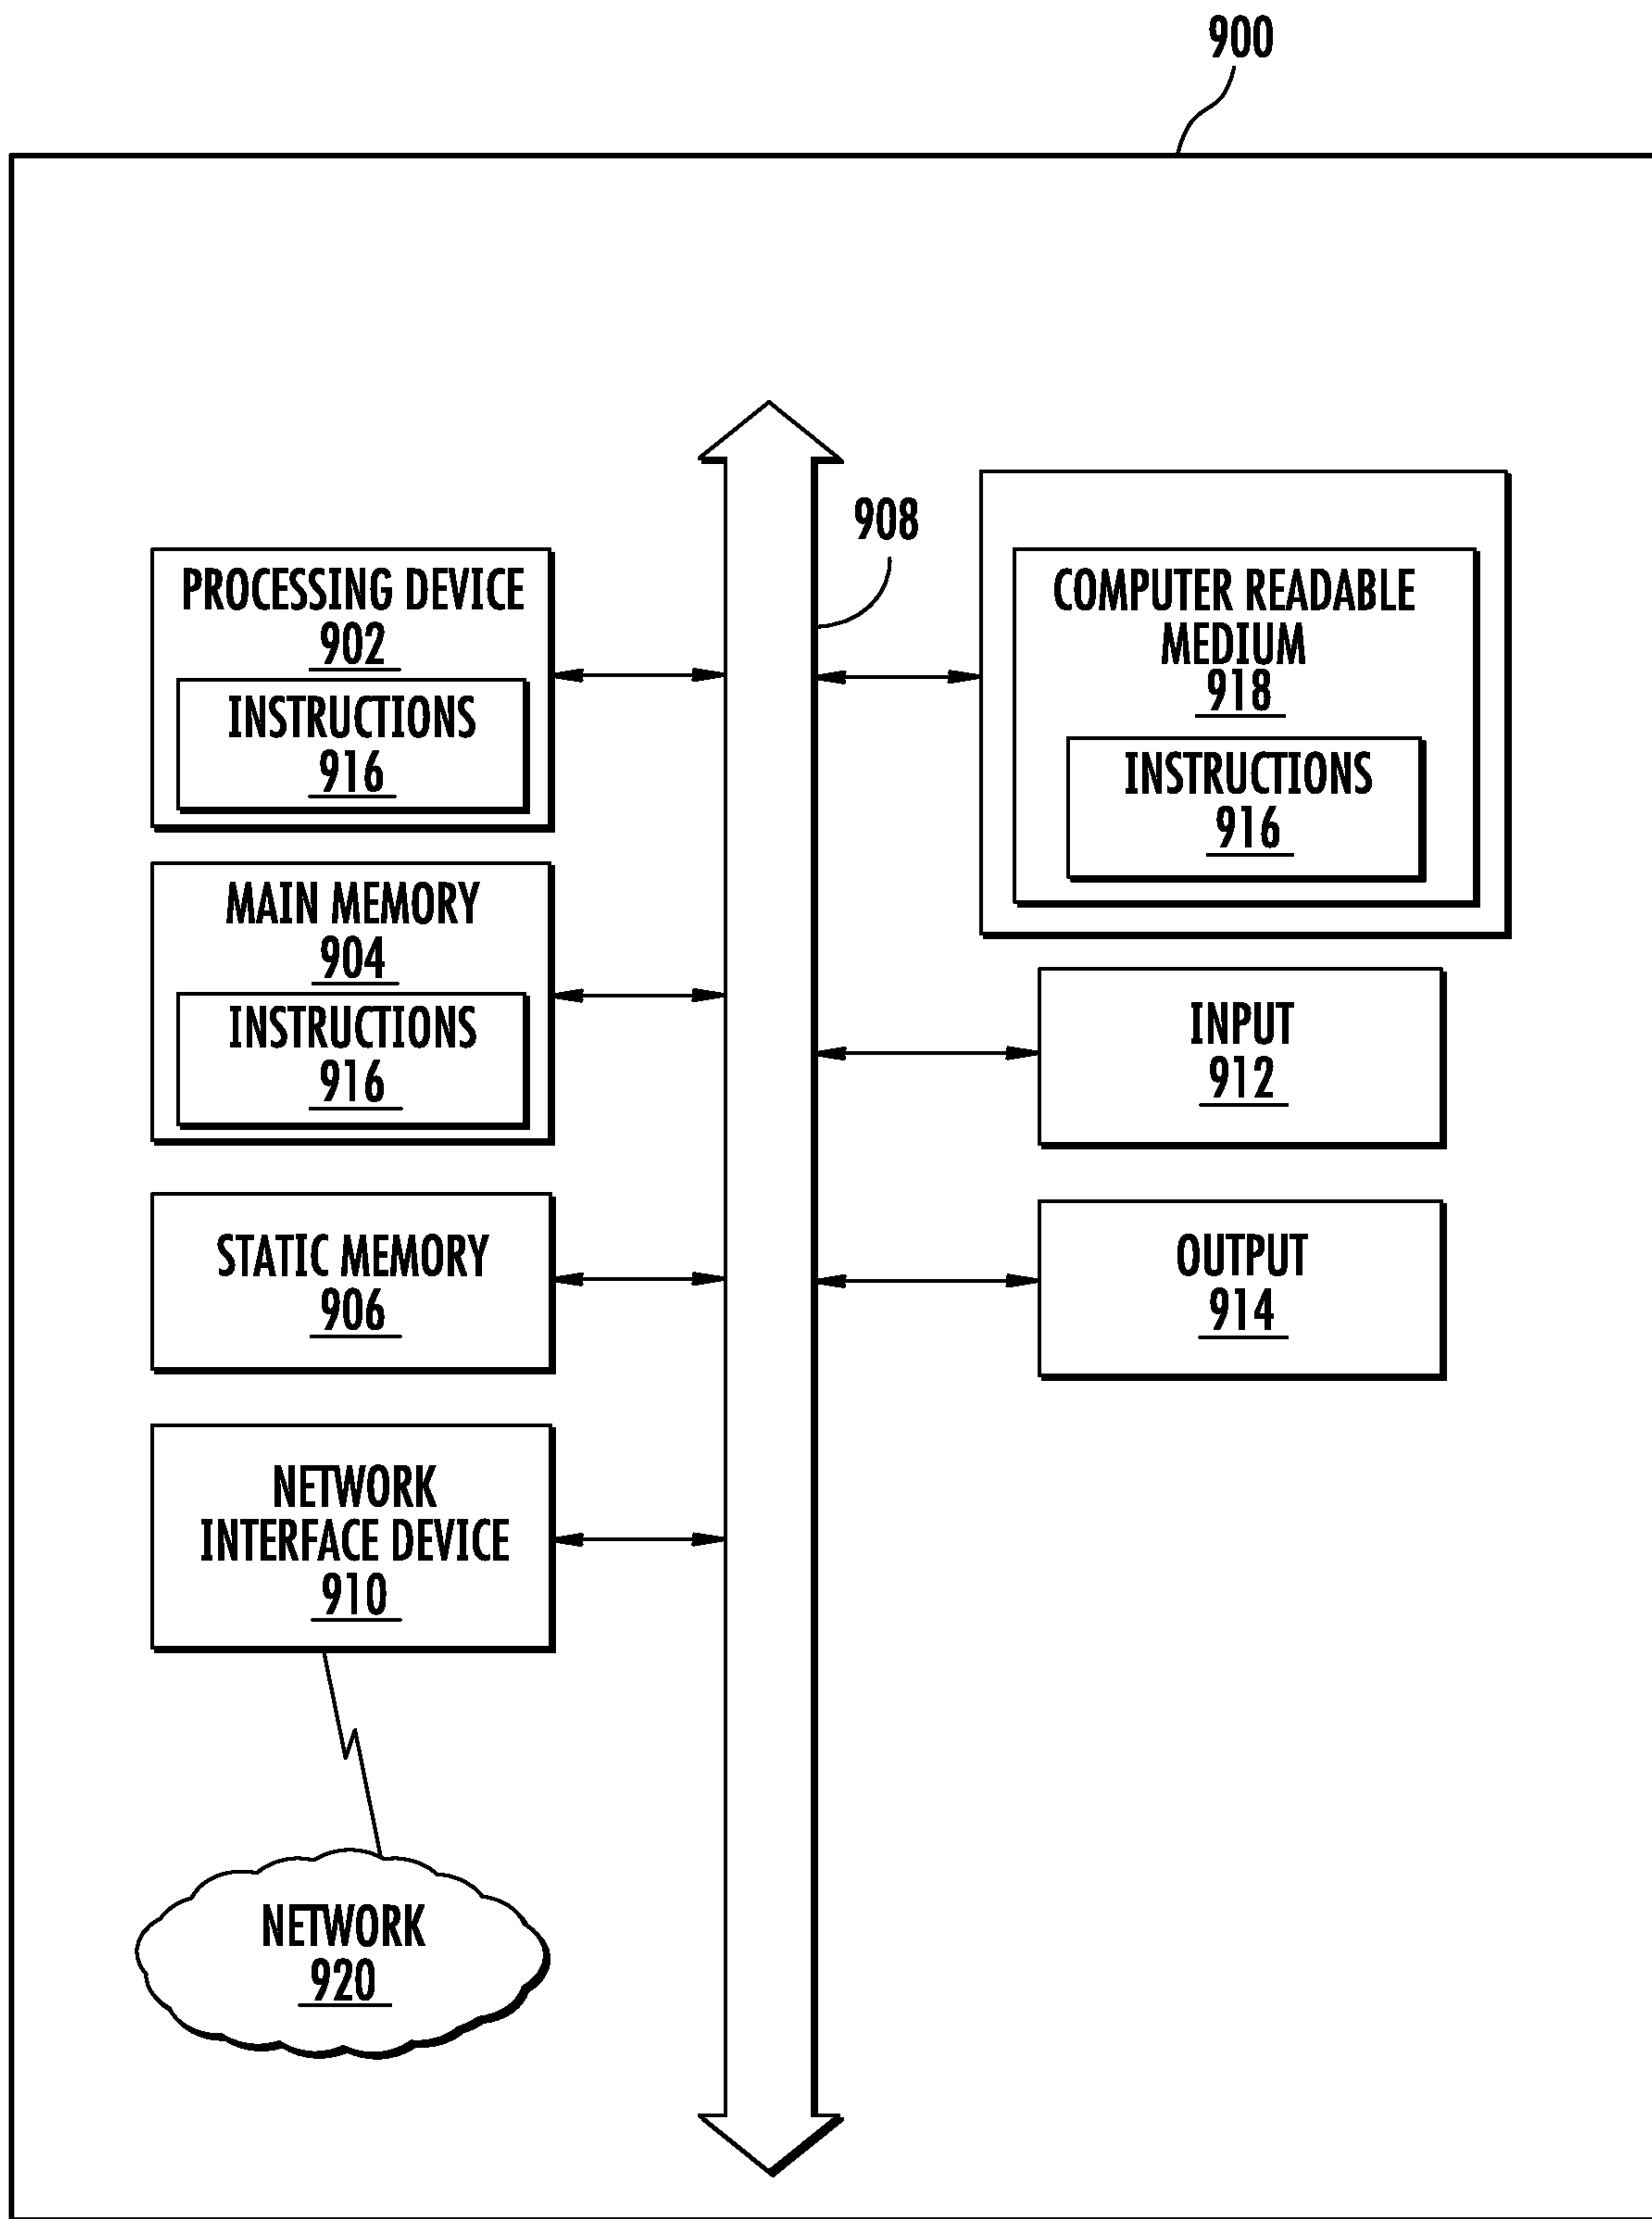 900
908
PROCESSING DEVICE
902
INSTRUCTIONS
916
MAIN MEMORY
904
INSTRUCTIONS
916
STATIC MEMORY
906
NETWORK
INTERFACE DEVICE
910
NETWORK
920
COMPUTER READABLE
MEDIUM
918
INSTRUCTIONS
916
INPUT
912
OUTPUT
914